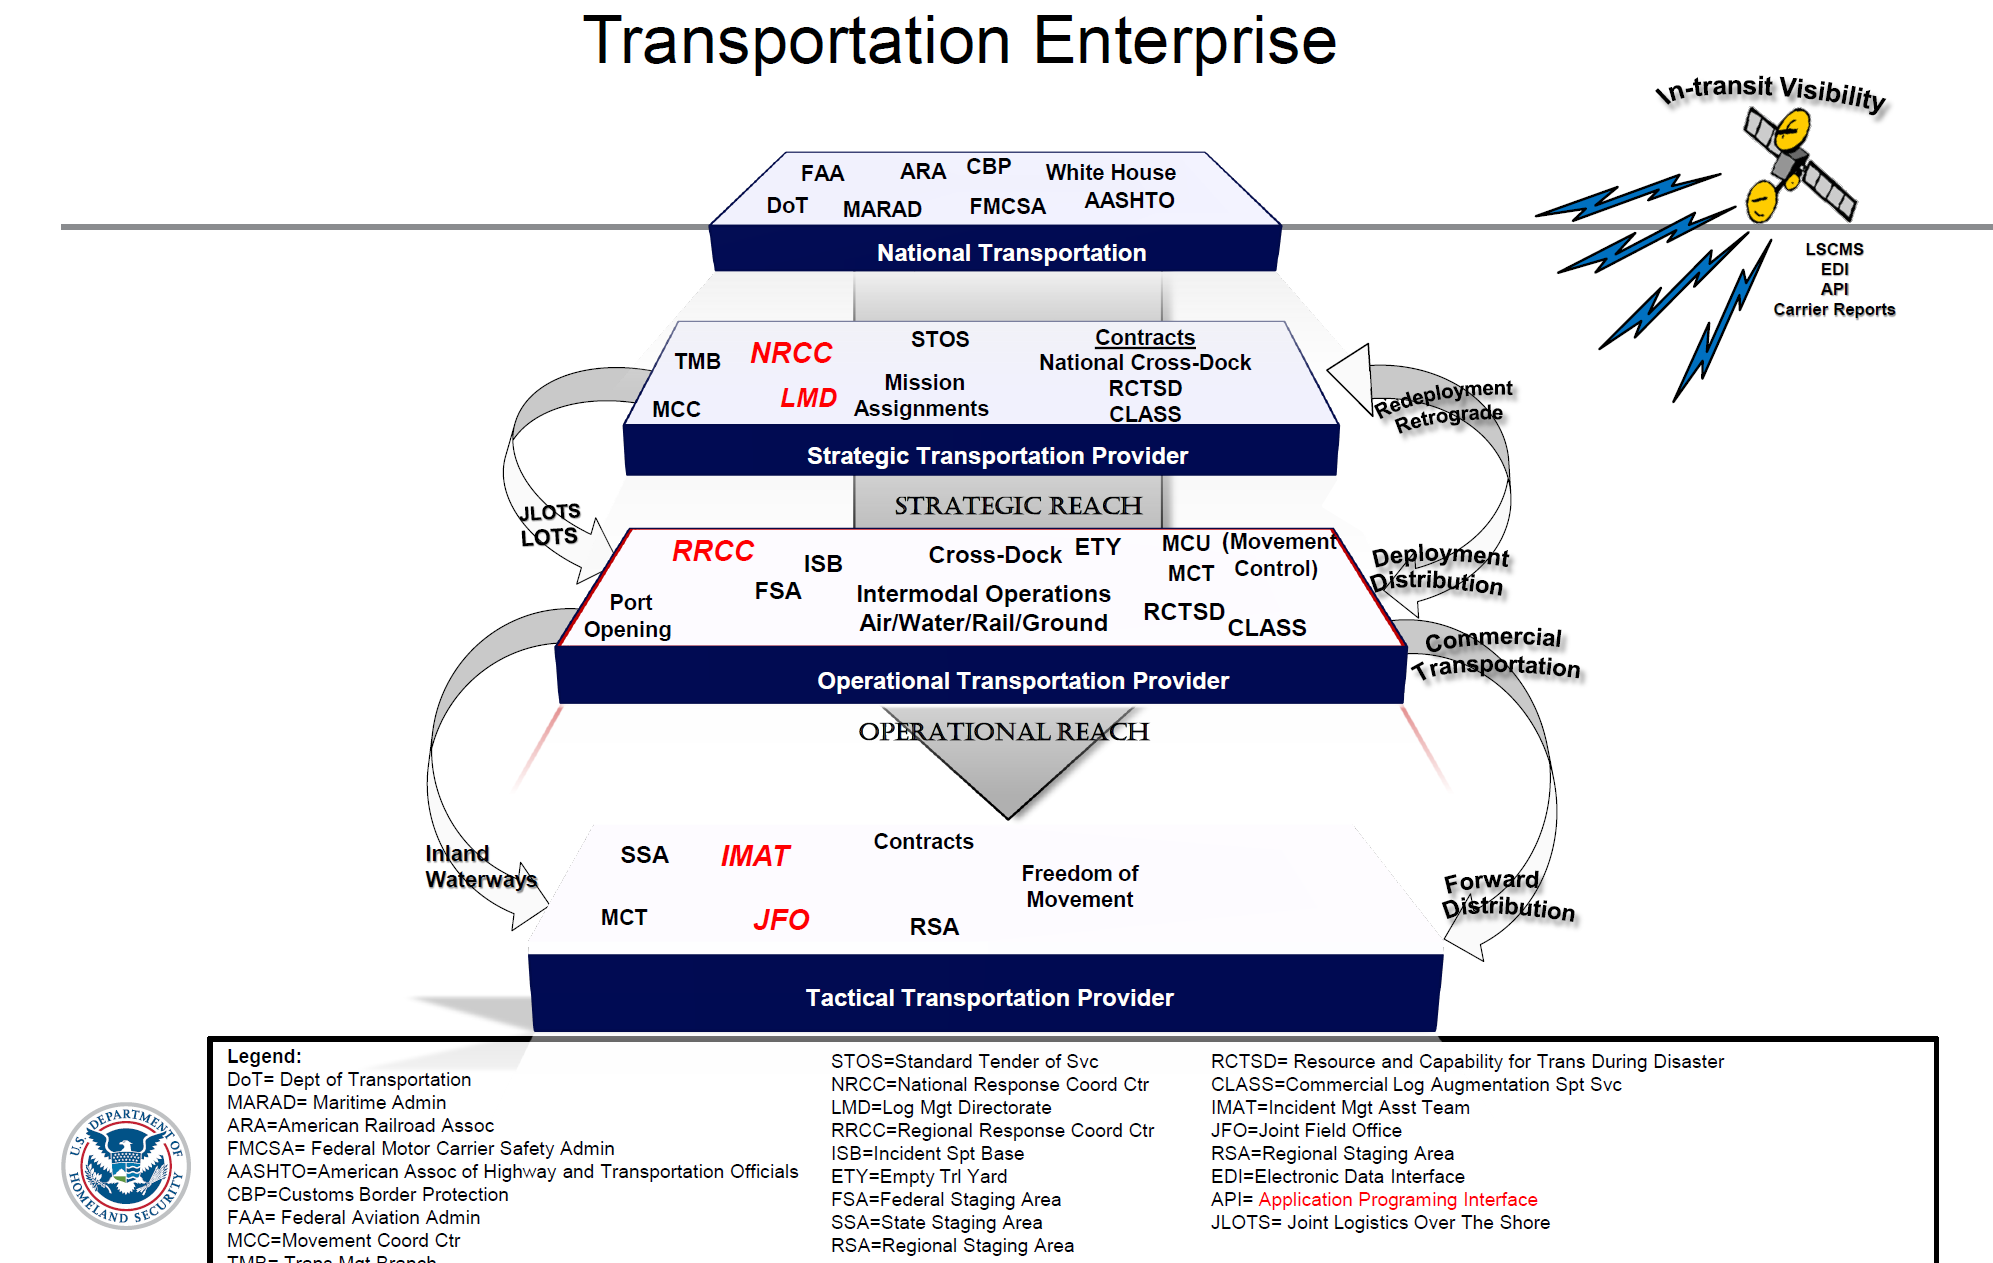 Transportation Enterprise
In-transit Visibility
FAA
ARA
CBP
White House
DoT
MARAD
FMCSA
AASHTO
National Transportation
LSCMS
EDI
API
Carrier Reports
TMB
NRCC
STOS
Contracts
National Cross-Dock
LMD
Mission
Assignments
RCTSD
MCC
CLASS
Redeployment
Retrograde
Strategic Transportation Provider
STRATEGIC REACH
JLOTS
LOTS
RRCC
ISB
Cross-Dock
ETY
MCU (Movement
MCT Control)
FSA
Intermodal Operations
Air/Water/Rail/Ground
Port
Opening
RCTSD
CLASS
Deployment
Distribution
Commercial
Transportation
Operational Transportation Provider
OPERATIONAL REACH
Inland
Waterways
SSA
IMAT
Contracts
Freedom of
Movement
MCT
JFO
RSA
Forward
Distribution
Tactical Transportation Provider
Legend:
DoT= Dept of Transportation
MARAD= Maritime Admin
ARA=American Railroad Assoc
FMCSA= Federal Motor Carrier Safety Admin
AASHTO=American Assoc of Highway and Transportation Officials
CBP=Customs Border Protection
FAA= Federal Aviation Admin
MCC=Movement Coord Ctr
TMB= Trans Mgt Branch
STOS=Standard Tender of Svc
NRCC=National Response Coord Ctr
LMD=Log Mgt Directorate
RRCC=Regional Response Coord Ctr
ISB=Incident Spt Base
ETY=Empty Trl Yard
FSA=Federal Staging Area
SSA=State Staging Area
RSA=Regional Staging Area
RCTSD= Resource and Capability for Trans During Disaster
CLASS=Commercial Log Augmentation Spt Svc
IMAT=Incident Mgt Asst Team
JFO=Joint Field Office
RSA=Regional Staging Area
EDI=Electronic Data Interface
API= Application Programing Interface
JLOTS= Joint Logistics Over The Shore
U.S. DEPARTMENT OF
HOMELAND SECURITY